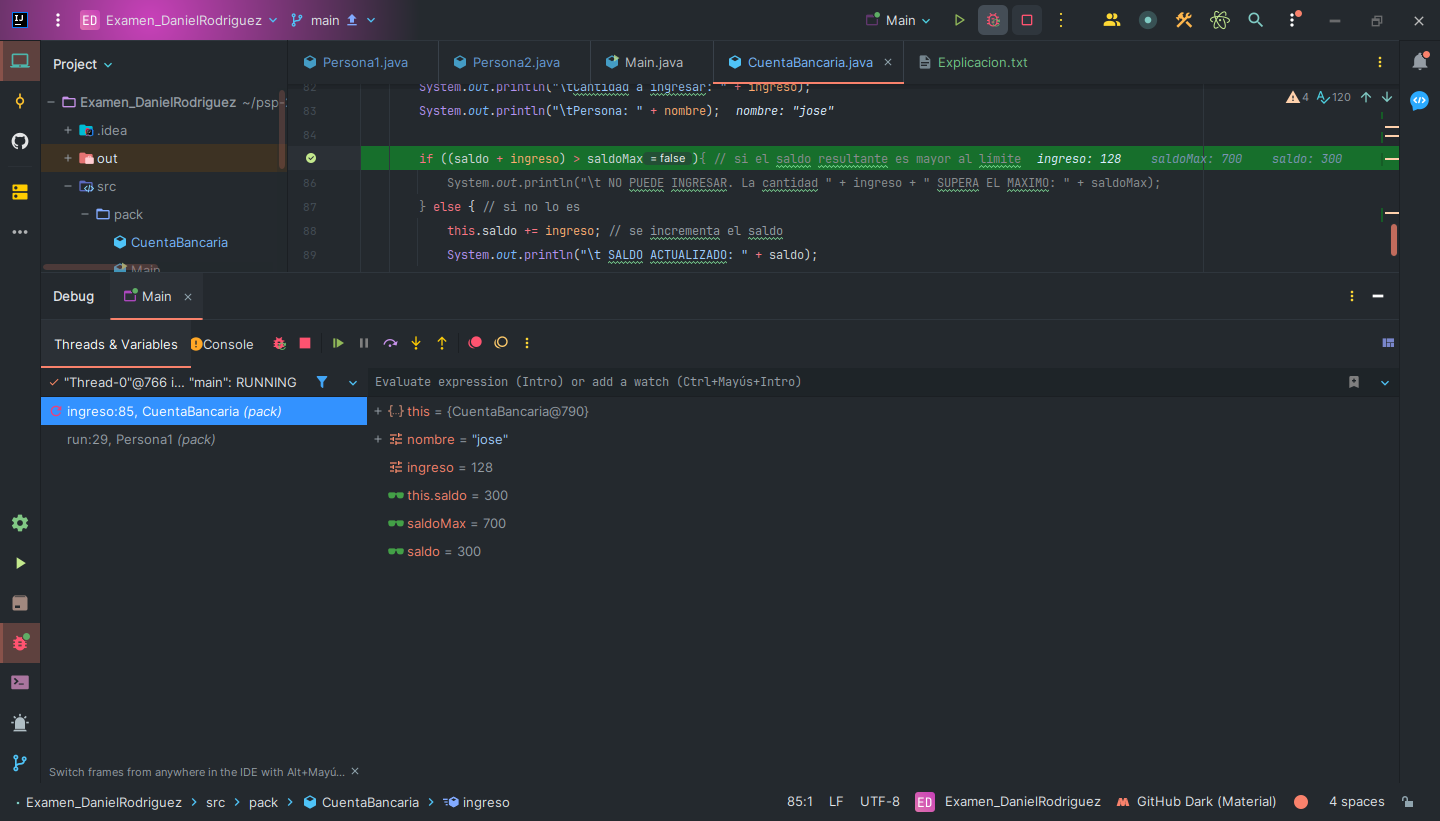 ED Examen_DanielRodriguez main Main
Project
Persona1.java Persona2.java Main.java CuentaBancaria.java Explicacion.txt
Examen_DanielRodriguez ~/psp-
.idea
out
src
pack
CuentaBancaria
Main
82 System.out.println("\tCantidad a ingresar: " + ingreso);
83 System.out.println("\tPersona: " + nombre); nombre: "jose"
4 120
84
if ((saldo + ingreso) > saldoMax = false ){ // si el saldo resultante es mayor al límite ingreso: 128 saldoMax: 700 saldo: 300
86 System.out.println("\t NO PUEDE INGRESAR. La cantidad " + ingreso + " SUPERA EL MAXIMO: " + saldoMax);
87 } else { // si no lo es
88 this.saldo += ingreso; // se incrementa el saldo
89 System.out.println("\t SALDO ACTUALIZADO: " + saldo);
Debug Main
Threads & Variables Console
"Thread-0"@766 i... "main": RUNNING
Evaluate expression (Intro) or add a watch (Ctrl+Mayús+Intro)
ingreso:85, CuentaBancaria (pack)
run:29, Persona1 (pack)
this = {CuentaBancaria@790}
nombre = "jose"
ingreso = 128
this.saldo = 300
saldoMax = 700
saldo = 300
Switch frames from anywhere in the IDE with Alt+Mayú...
Examen_DanielRodriguez src pack CuentaBancaria ingreso
85:1 LF UTF-8 ED Examen_DanielRodriguez GitHub Dark (Material) 4 spaces